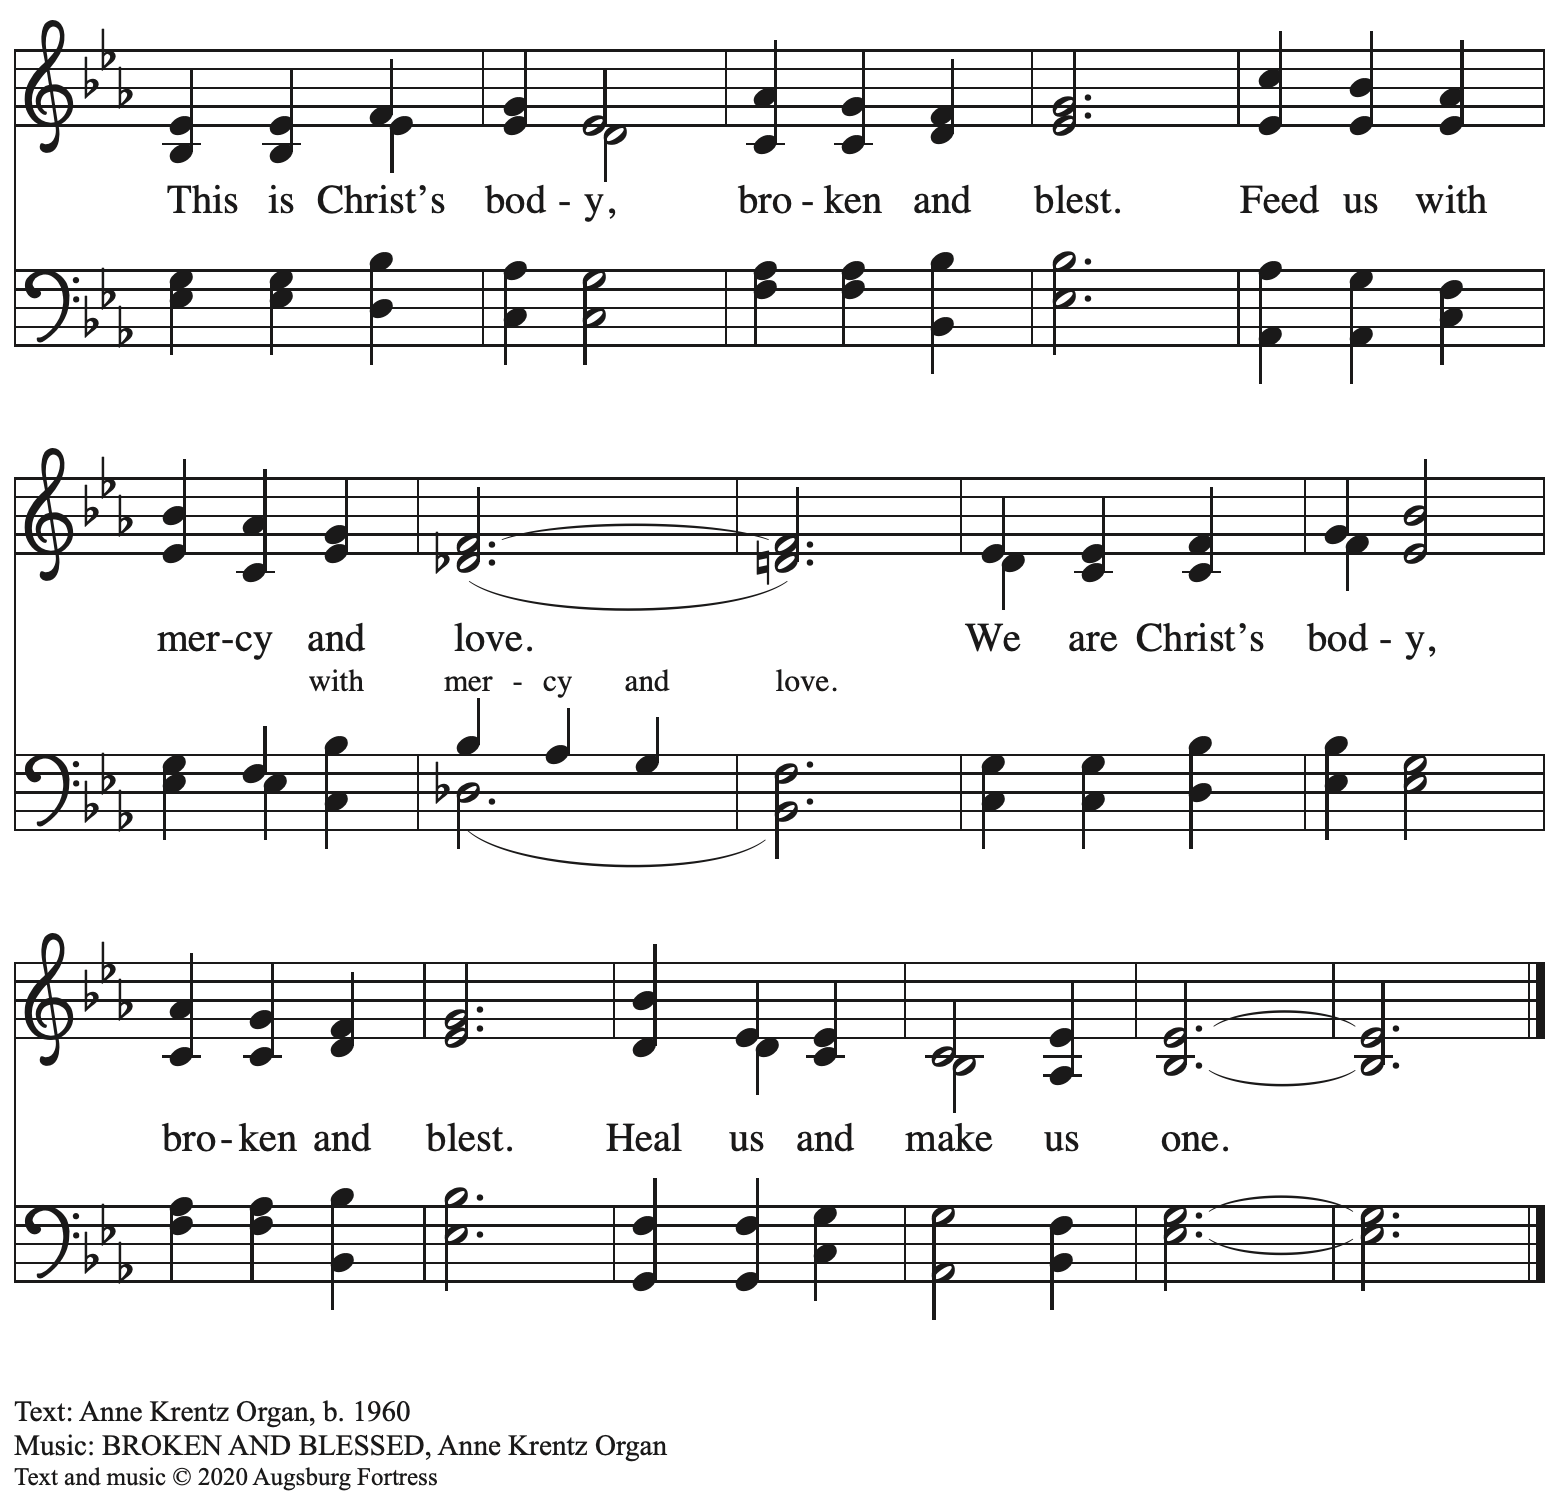 This is Christ’s bod - y, bro - ken and blest. Feed us with
mer-cy and love. We are Christ’s bod - y,
with mer - cy and love.
bro-ken and blest. Heal us and make us one.
Text: Anne Krentz Organ, b. 1960
Music: BROKEN AND BLESSED, Anne Krentz Organ
Text and music © 2020 Augsburg Fortress